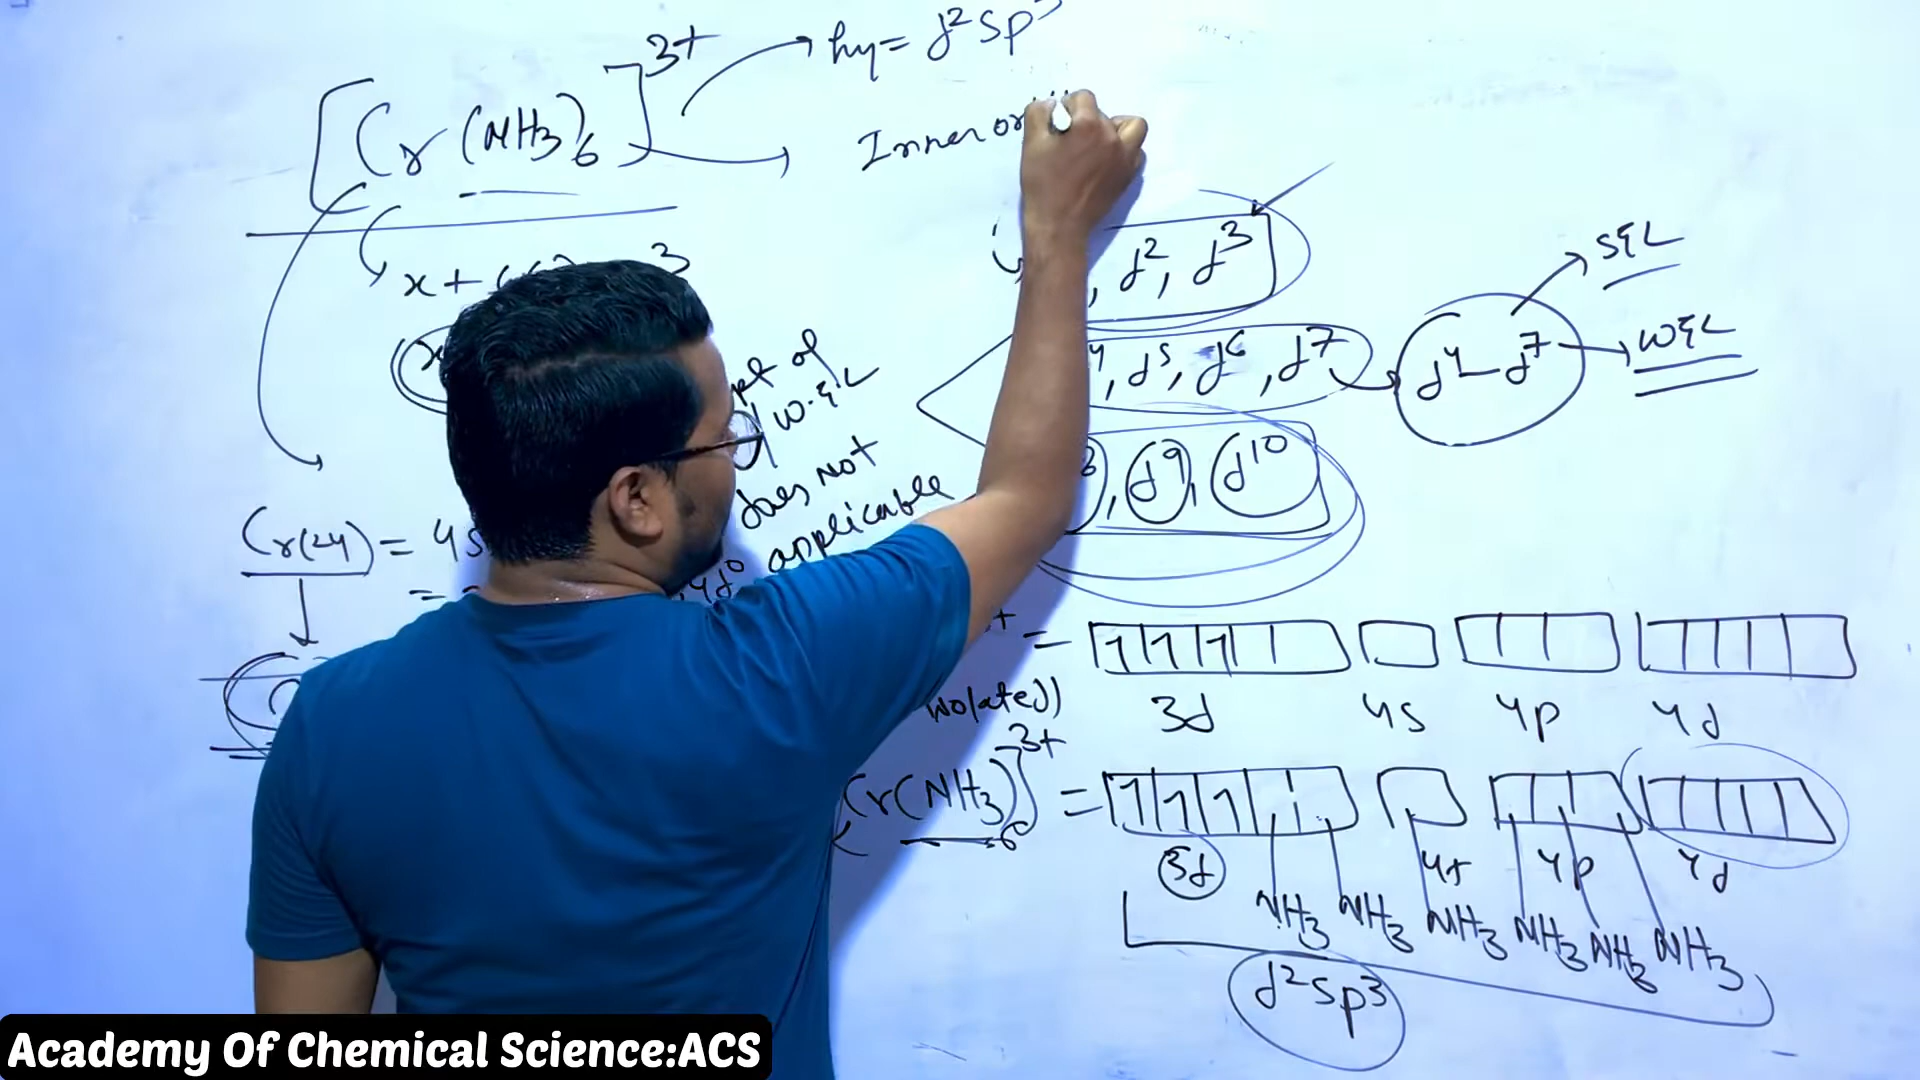 [Cr(NH3)6]3+
hy= d²sp³
Inner or
x+ 3
, d², d³
SFL
d⁵, d⁶, d⁷
d⁴–d⁷
WFL
pt of
W.FL
does not
applicable
, d⁹, d¹⁰
Cr(24) = 4s
=
, 4d⁰
=
3d 4s 4p 4d
3+
Cr(NH3)6 =
3d 4s 4p 4d
NH3 NH3 NH3 NH3 NH3 NH3
d²sp³
Academy Of Chemical Science:ACS